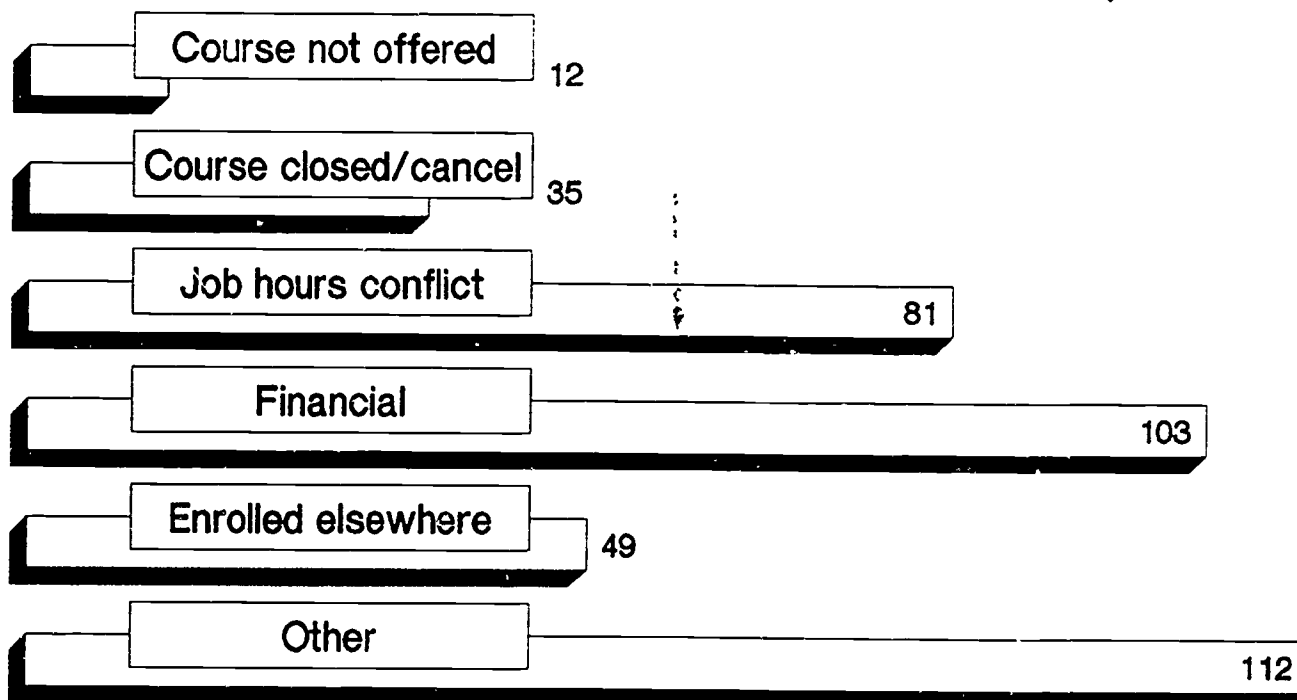 Course not offered
12
Course closed/cancel
35
Job hours conflict
81
Financial
103
Enrolled elsewhere
49
Other
112